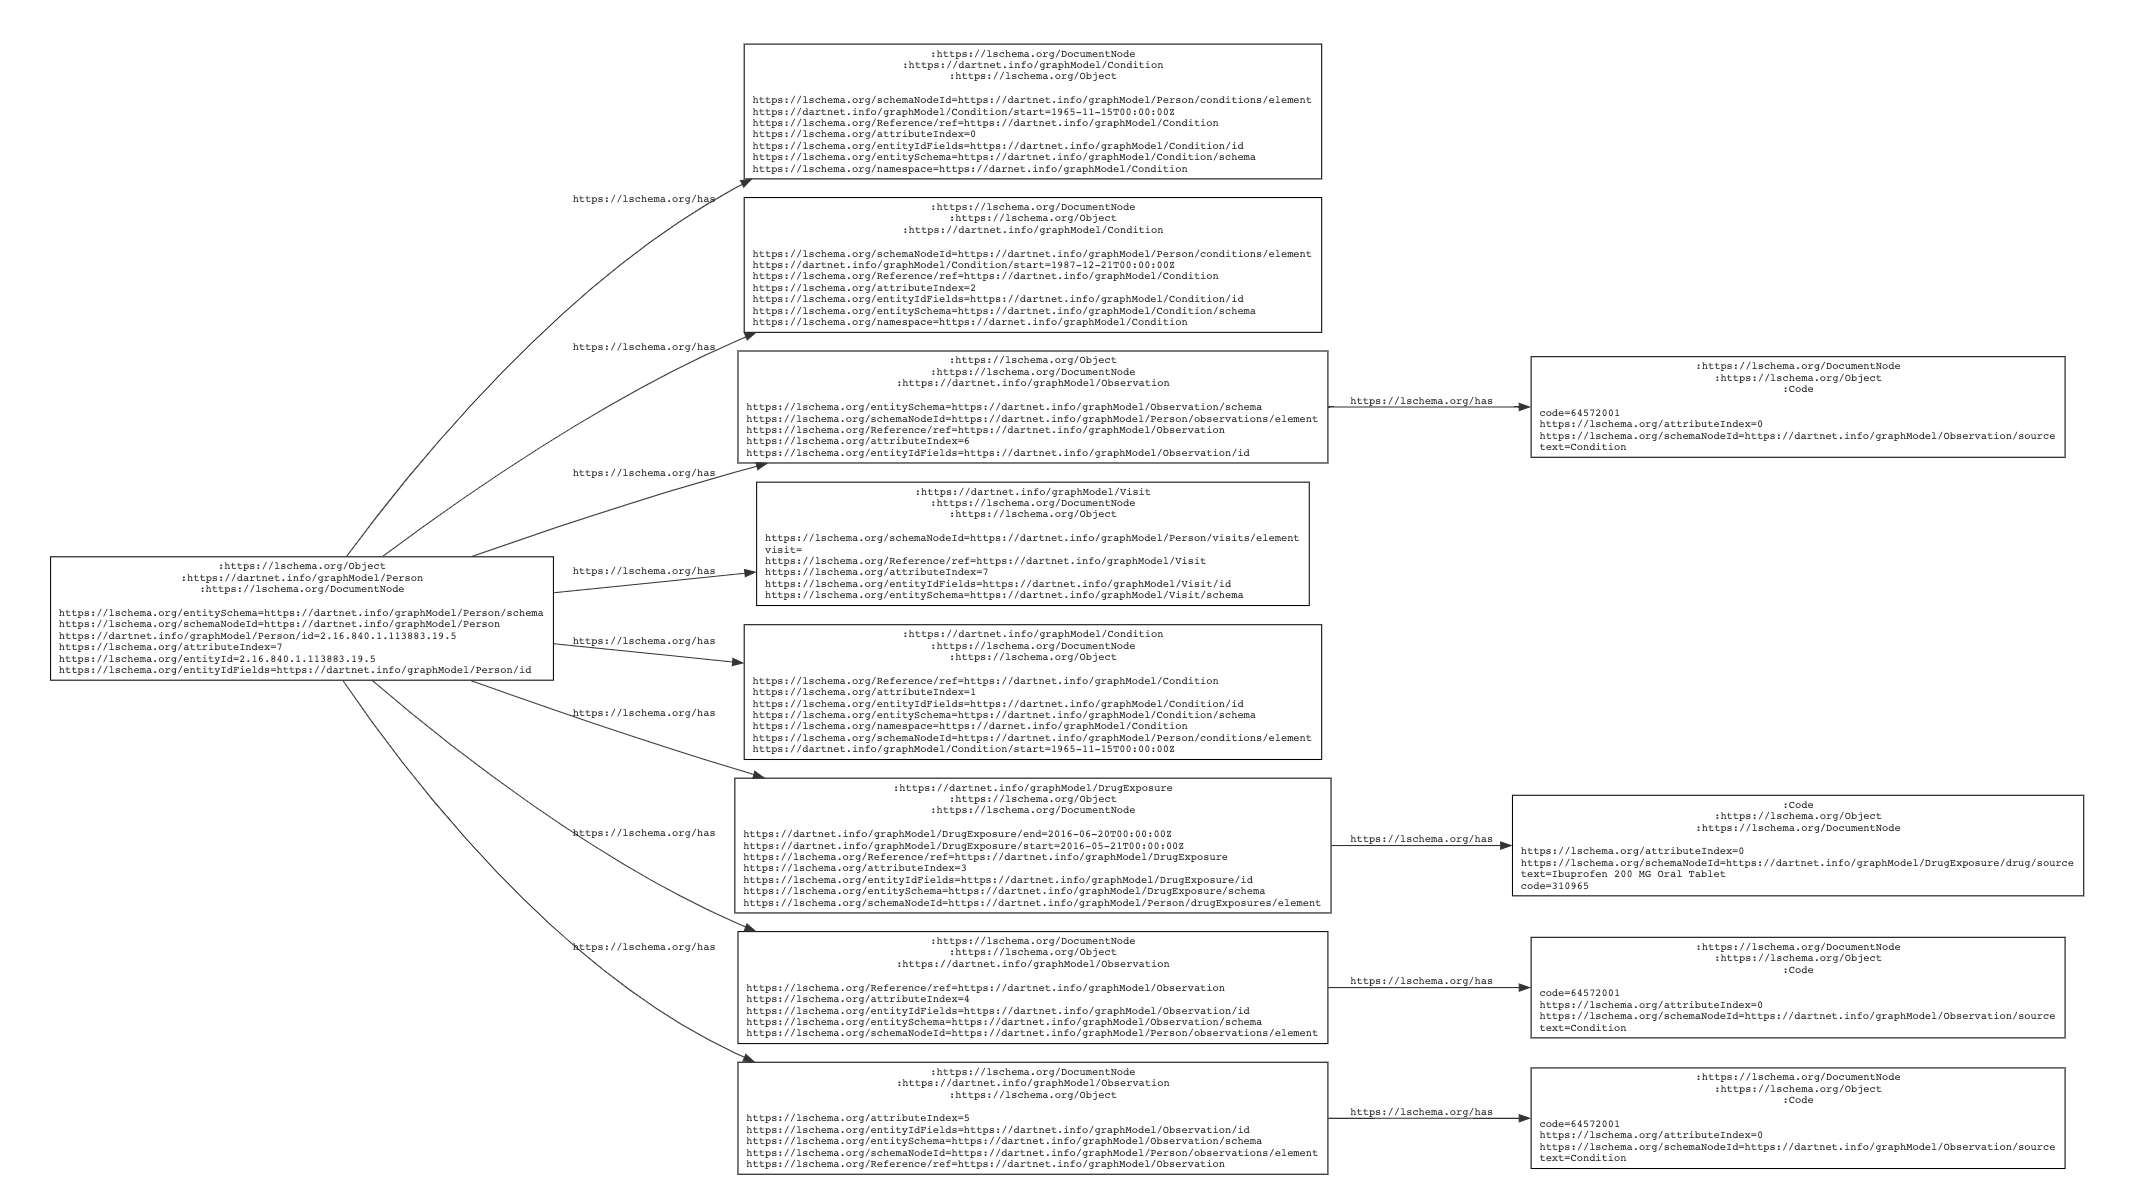 :https://lschema.org/DocumentNode
:https://dartnet.info/graphModel/Condition
:https://lschema.org/Object
https://lschema.org/schemaNodeId=https://dartnet.info/graphModel/Person/conditions/element
https://dartnet.info/graphModel/Condition/start=1965-11-15T00:00:00Z
https://lschema.org/Reference/ref=https://dartnet.info/graphModel/Condition
https://lschema.org/attributeIndex=0
https://lschema.org/entityIdFields=https://dartnet.info/graphModel/Condition/id
https://lschema.org/entitySchema=https://dartnet.info/graphModel/Condition/schema
https://lschema.org/namespace=https://darnet.info/graphModel/Condition
https://lschema.org/has
:https://lschema.org/DocumentNode
:https://lschema.org/Object
:https://dartnet.info/graphModel/Condition
https://lschema.org/schemaNodeId=https://dartnet.info/graphModel/Person/conditions/element
https://dartnet.info/graphModel/Condition/start=1987-12-21T00:00:00Z
https://lschema.org/Reference/ref=https://dartnet.info/graphModel/Condition
https://lschema.org/attributeIndex=2
https://lschema.org/entityIdFields=https://dartnet.info/graphModel/Condition/id
https://lschema.org/entitySchema=https://dartnet.info/graphModel/Condition/schema
https://lschema.org/namespace=https://darnet.info/graphModel/Condition
https://lschema.org/has
:https://lschema.org/Object
:https://lschema.org/DocumentNode
:https://dartnet.info/graphModel/Observation
https://lschema.org/entitySchema=https://dartnet.info/graphModel/Observation/schema
https://lschema.org/schemaNodeId=https://dartnet.info/graphModel/Person/observations/element
https://lschema.org/Reference/ref=https://dartnet.info/graphModel/Observation
https://lschema.org/attributeIndex=6
https://lschema.org/entityIdFields=https://dartnet.info/graphModel/Observation/id
https://lschema.org/has
:https://lschema.org/DocumentNode
:https://lschema.org/Object
:Code
code=64572001
https://lschema.org/attributeIndex=0
https://lschema.org/schemaNodeId=https://dartnet.info/graphModel/Observation/source
text=Condition
https://lschema.org/has
:https://dartnet.info/graphModel/Visit
:https://lschema.org/DocumentNode
:https://lschema.org/Object
https://lschema.org/schemaNodeId=https://dartnet.info/graphModel/Person/visits/element
visit=
https://lschema.org/Reference/ref=https://dartnet.info/graphModel/Visit
https://lschema.org/attributeIndex=7
https://lschema.org/entityIdFields=https://dartnet.info/graphModel/Visit/id
https://lschema.org/entitySchema=https://dartnet.info/graphModel/Visit/schema
https://lschema.org/has
:https://lschema.org/Object
:https://dartnet.info/graphModel/Person
:https://lschema.org/DocumentNode
https://lschema.org/entitySchema=https://dartnet.info/graphModel/Person/schema
https://lschema.org/schemaNodeId=https://dartnet.info/graphModel/Person
https://dartnet.info/graphModel/Person/id=2.16.840.1.113883.19.5
https://lschema.org/attributeIndex=7
https://lschema.org/entityId=2.16.840.1.113883.19.5
https://lschema.org/entityIdFields=https://dartnet.info/graphModel/Person/id
https://lschema.org/has
:https://dartnet.info/graphModel/Condition
:https://lschema.org/DocumentNode
:https://lschema.org/Object
https://lschema.org/Reference/ref=https://dartnet.info/graphModel/Condition
https://lschema.org/attributeIndex=1
https://lschema.org/entityIdFields=https://dartnet.info/graphModel/Condition/id
https://lschema.org/entitySchema=https://dartnet.info/graphModel/Condition/schema
https://lschema.org/namespace=https://darnet.info/graphModel/Condition
https://lschema.org/schemaNodeId=https://dartnet.info/graphModel/Person/conditions/element
https://dartnet.info/graphModel/Condition/start=1965-11-15T00:00:00Z
https://lschema.org/has
:https://dartnet.info/graphModel/DrugExposure
:https://lschema.org/Object
:https://lschema.org/DocumentNode
https://dartnet.info/graphModel/DrugExposure/end=2016-06-20T00:00:00Z
https://dartnet.info/graphModel/DrugExposure/start=2016-05-21T00:00:00Z
https://lschema.org/Reference/ref=https://dartnet.info/graphModel/DrugExposure
https://lschema.org/attributeIndex=3
https://lschema.org/entityIdFields=https://dartnet.info/graphModel/DrugExposure/id
https://lschema.org/entitySchema=https://dartnet.info/graphModel/DrugExposure/schema
https://lschema.org/schemaNodeId=https://dartnet.info/graphModel/Person/drugExposures/element
https://lschema.org/has
:Code
:https://lschema.org/Object
:https://lschema.org/DocumentNode
https://lschema.org/attributeIndex=0
https://lschema.org/schemaNodeId=https://dartnet.info/graphModel/DrugExposure/drug/source
text=Ibuprofen 200 MG Oral Tablet
code=310965
https://lschema.org/has
:https://lschema.org/DocumentNode
:https://lschema.org/Object
:https://dartnet.info/graphModel/Observation
https://lschema.org/Reference/ref=https://dartnet.info/graphModel/Observation
https://lschema.org/attributeIndex=4
https://lschema.org/entityIdFields=https://dartnet.info/graphModel/Observation/id
https://lschema.org/entitySchema=https://dartnet.info/graphModel/Observation/schema
https://lschema.org/schemaNodeId=https://dartnet.info/graphModel/Person/observations/element
https://lschema.org/has
:https://lschema.org/DocumentNode
:https://lschema.org/Object
:Code
code=64572001
https://lschema.org/attributeIndex=0
https://lschema.org/schemaNodeId=https://dartnet.info/graphModel/Observation/source
text=Condition
https://lschema.org/has
:https://lschema.org/DocumentNode
:https://dartnet.info/graphModel/Observation
:https://lschema.org/Object
https://lschema.org/attributeIndex=5
https://lschema.org/entityIdFields=https://dartnet.info/graphModel/Observation/id
https://lschema.org/entitySchema=https://dartnet.info/graphModel/Observation/schema
https://lschema.org/schemaNodeId=https://dartnet.info/graphModel/Person/observations/element
https://lschema.org/Reference/ref=https://dartnet.info/graphModel/Observation
https://lschema.org/has
:https://lschema.org/DocumentNode
:https://lschema.org/Object
:Code
code=64572001
https://lschema.org/attributeIndex=0
https://lschema.org/schemaNodeId=https://dartnet.info/graphModel/Observation/source
text=Condition